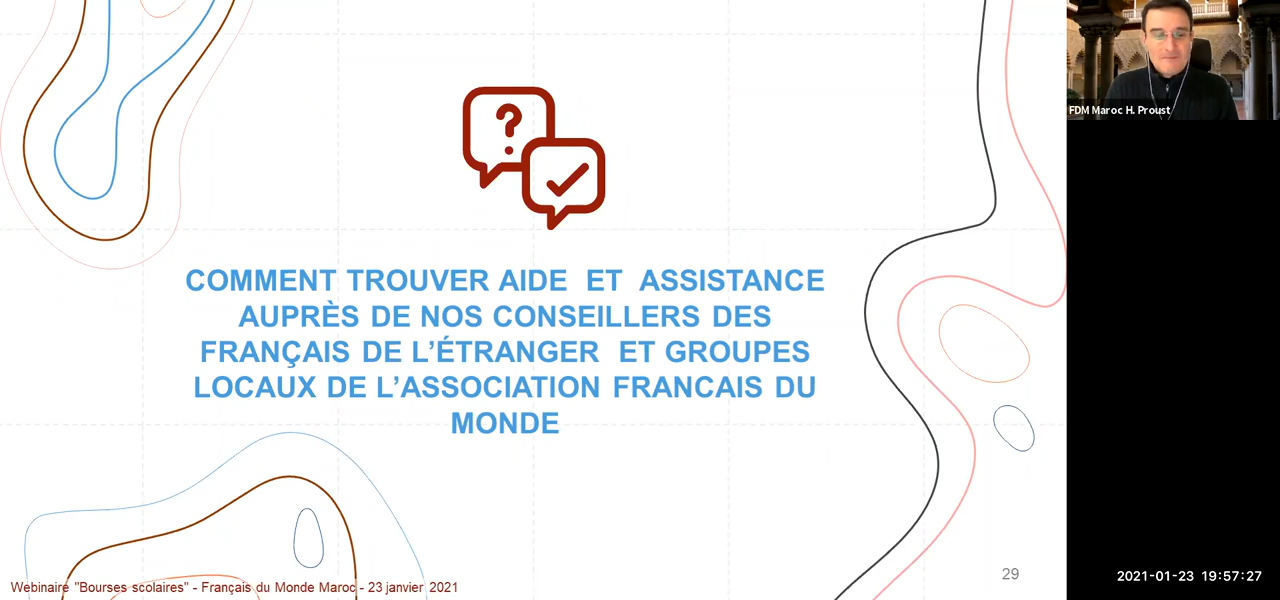 FDM Maroc H. Proust
?
COMMENT TROUVER AIDE ET ASSISTANCE
AUPRÈS DE NOS CONSEILLERS DES
FRANÇAIS DE L’ÉTRANGER ET GROUPES
LOCAUX DE L’ASSOCIATION FRANCAIS DU
MONDE
29
Webinaire "Bourses scolaires" - Français du Monde Maroc - 23 janvier 2021
2021-01-23 19:57:27